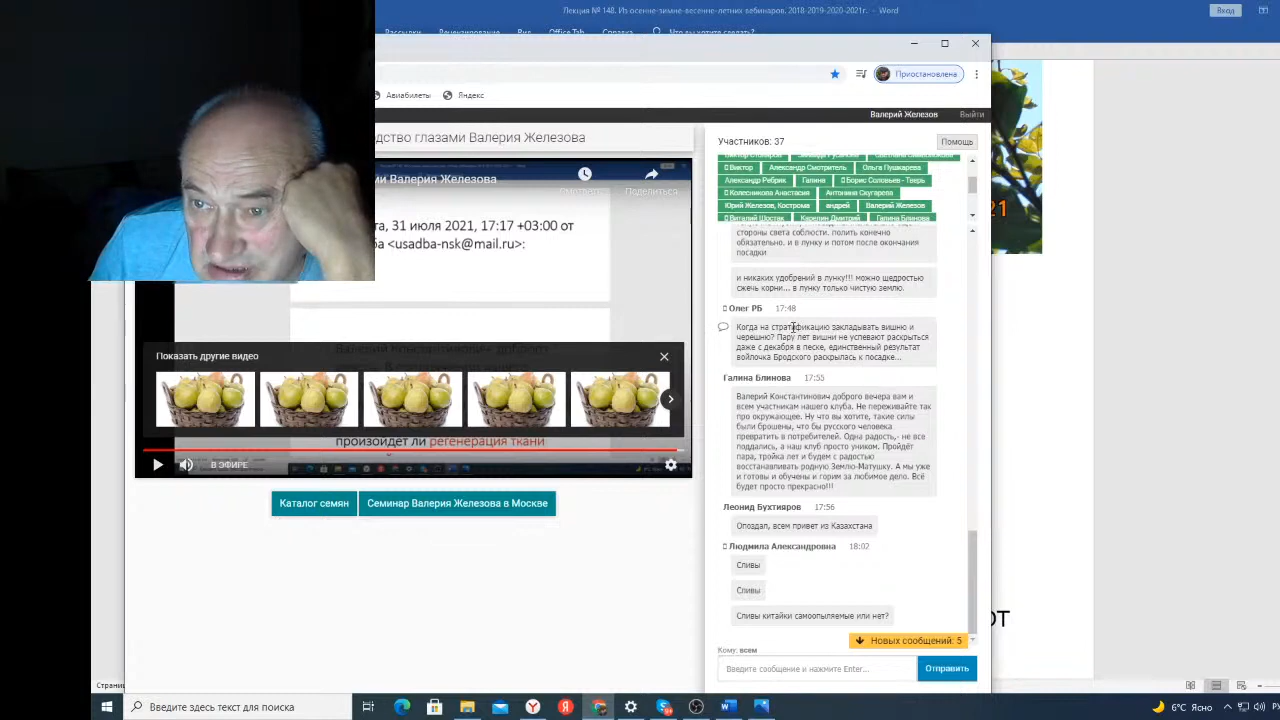 Лекция № 148. Из осенне-зимне-весенне-летних вебинаров. 2018-2019-2020-2021г. - Word
Вход
Рассылки Рецензирование Вид Office Tab Справка Что вы хотите сделать?
Приостановлена
Авиабилеты Яндекс
Валерий Железов Выйти
дство глазами Валерия Железова
Участников: 37 Помощь
Виктор Александр Смотритель Ольга Пушкарева
Александр Ребрик Галина Борис Соловьев - Тверь
Колесникова Анастасия Антонина Скугарева
Юрий Железов, Кострома андрей Валерий Железов
Виталий Шостак Карелин Дмитрий Галина Блинова
и Валерия Железова
Смотреть Поделиться
та, 31 июля 2021, 17:17 +03:00 от
ба <usadba-nsk@mail.ru>:
21
стороны света соблюсти. полить конечно
обязательно. и в лунку и потом после окончания
посадки
и никаких удобрений в лунку!!! можно щедростью
сжечь корни... в лунку только чистую землю.
Олег РБ 17:48
Когда на стратификацию закладывать вишню и
черешню? Пару лет вишни не успевают раскрыться
даже с декабря в песке, единственный результат
войлочка Бродского раскрылась к посадке...
Показать другие видео
Галина Блинова 17:55
Валерий Константинович доброго вечера вам и
всем участникам нашего клуба. Не переживайте так
про окружающее. Ну что вы хотите, такие силы
были брошены, что бы русского человека
превратить в потребителей. Одна радость,- не все
поддались, а наш клуб просто уником. Пройдёт
пара, тройка лет и будем с радостью
восстанавливать родную Землю-Матушку. А мы уже
и готовы и обучены и горим за любимое дело. Всё
будет просто прекрасно!!!
произойдет ли регенерация ткани
В ЭФИРЕ
Каталог семян Семинар Валерия Железова в Москве
Леонид Бухтияров 17:56
Опоздал, всем привет из Казахстана
Людмила Александровна 18:02
Сливы
Сливы
Сливы китайки самоопыляемые или нет?
ОТ
Новых сообщений: 5
Кому: всем
Введите сообщение и нажмите Enter... Отправить
Страниц
Введите здесь текст для поиска
6°C Ясно